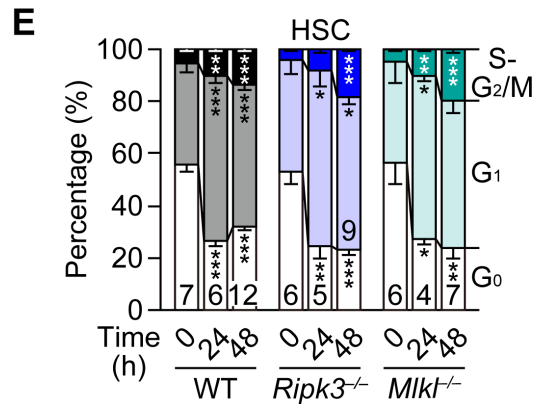 E
HSC
Percentage (%)
100
80
60
40
20
0
*** *** *** ***
*** *** *** ***
*** * *
** ***
** *** *
* **
7 6 12
6 5 9
6 4 7
S-
G2/M
G1
G0
Time
(h)
0 24 48 0 24 48 0 24 48
WT Ripk3–/– Mlkl–/–